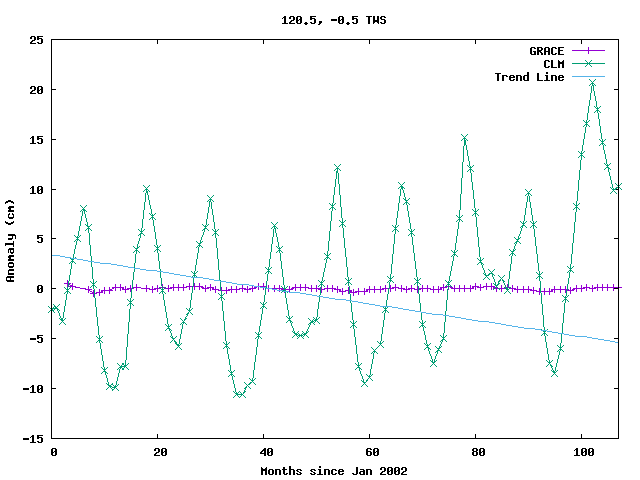 120.5, -0.5 TWS
GRACE
CLM
Trend Line
25
20
15
10
5
0
-5
-10
-15
Anomaly (cm)
0 20 40 60 80 100
Months since Jan 2002